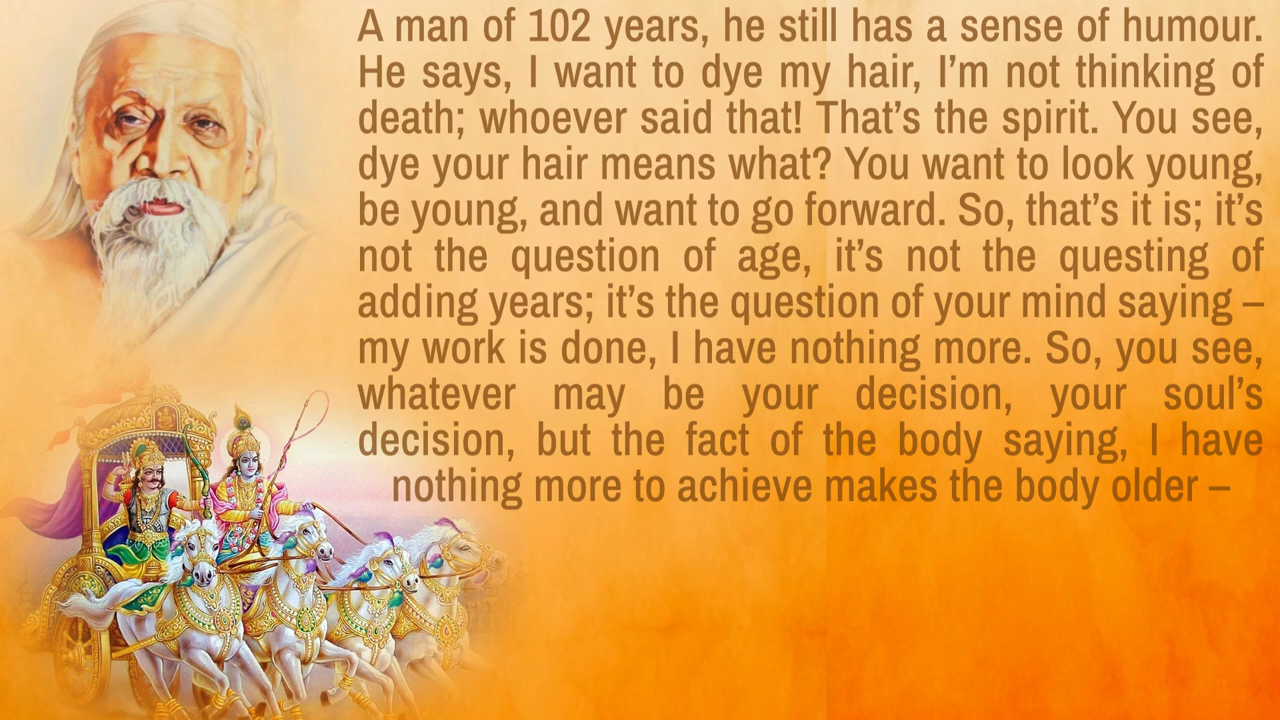 A man of 102 years, he still has a sense of humour.
He says, I want to dye my hair, I’m not thinking of
death; whoever said that! That’s the spirit. You see,
dye your hair means what? You want to look young,
be young, and want to go forward. So, that’s it is; it’s
not the question of age, it’s not the questing of
adding years; it’s the question of your mind saying –
my work is done, I have nothing more. So, you see,
whatever may be your decision, your soul’s
decision, but the fact of the body saying, I have
nothing more to achieve makes the body older –